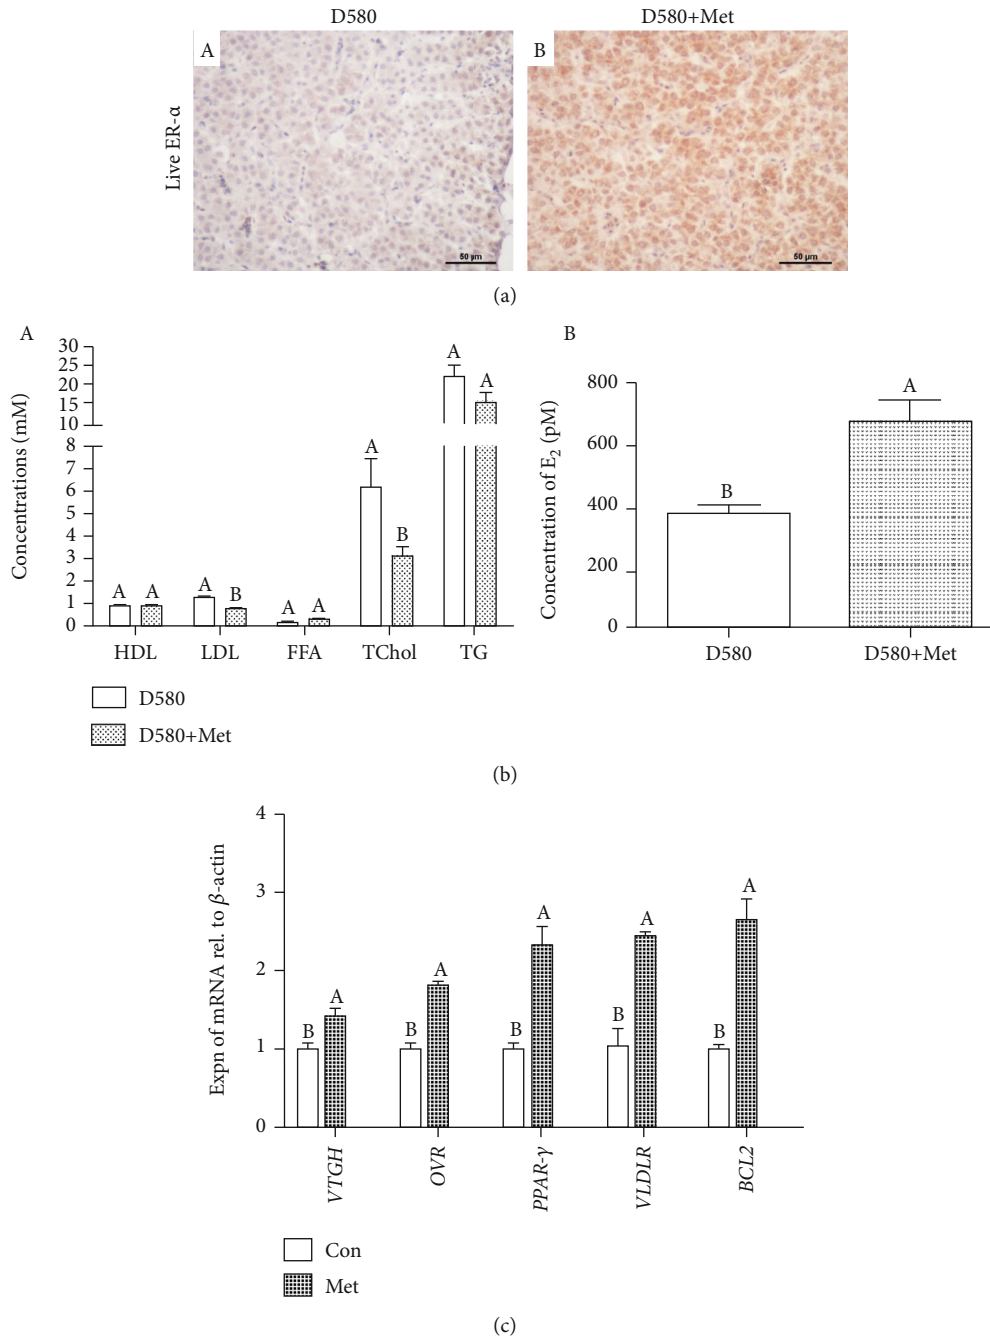 D580
D580+Met
A
B
Live ER-α
50 µm
50 µm
(a)
A
Concentrations (mM)
30
25
20
15
10
8
7
6
5
4
3
2
1
0
A A
A B
A A
A B
A A
HDL LDL FFA TChol TG
D580
D580+Met
B
Concentration of E2 (pM)
800
600
400
200
0
B
A
D580 D580+Met
(b)
Expn of mRNA rel. to β-actin
4
3
2
1
0
B A
B A
B A
B A
B A
VTGH
OVR
PPAR-γ
VLDLR
BCL2
Con
Met
(c)